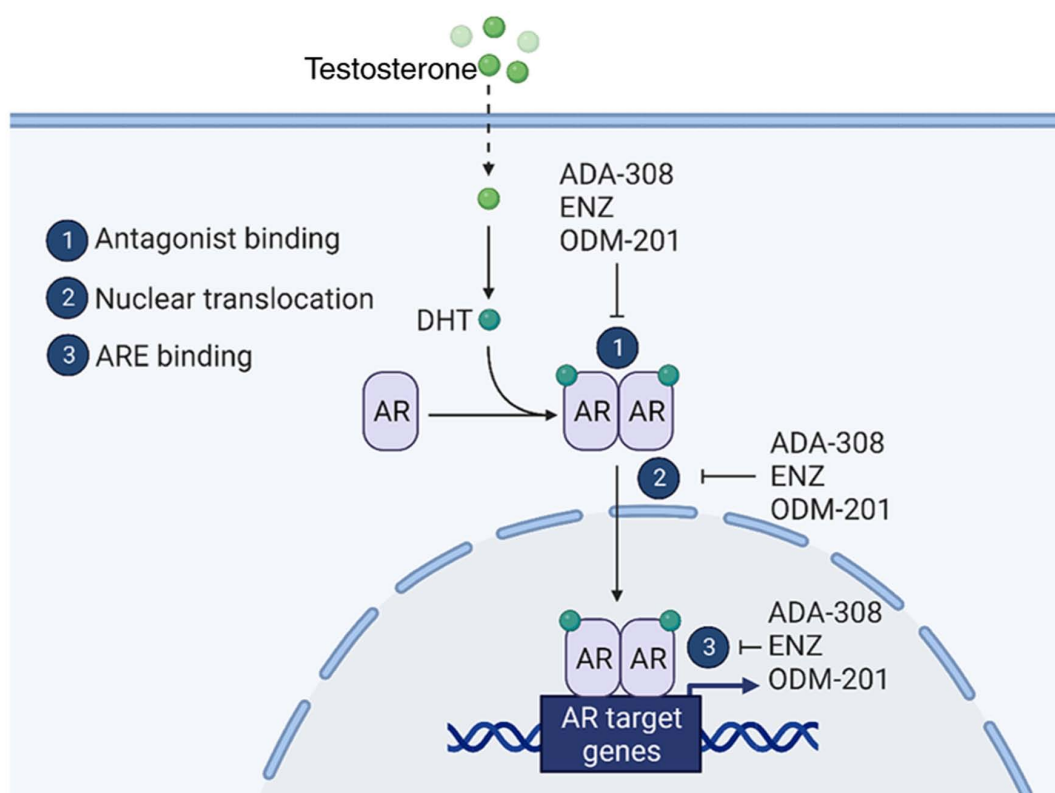 Testosterone
ADA-308
ENZ
ODM-201
1 Antagonist binding
2 Nuclear translocation
3 ARE binding
DHT
1
AR
AR AR
ADA-308
2 ENZ
ODM-201
ADA-308
AR AR 3 ENZ
ODM-201
AR target
genes